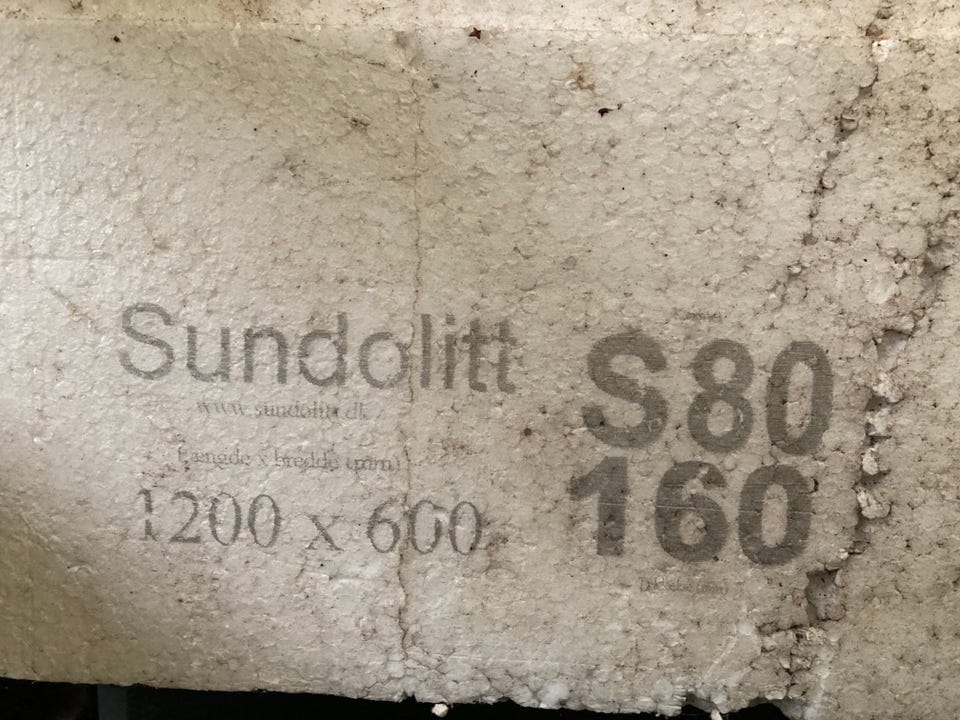 Sundolitt
www.sundolitt.dk
Længde x bredde (mm)
1200 x 600
S80
160